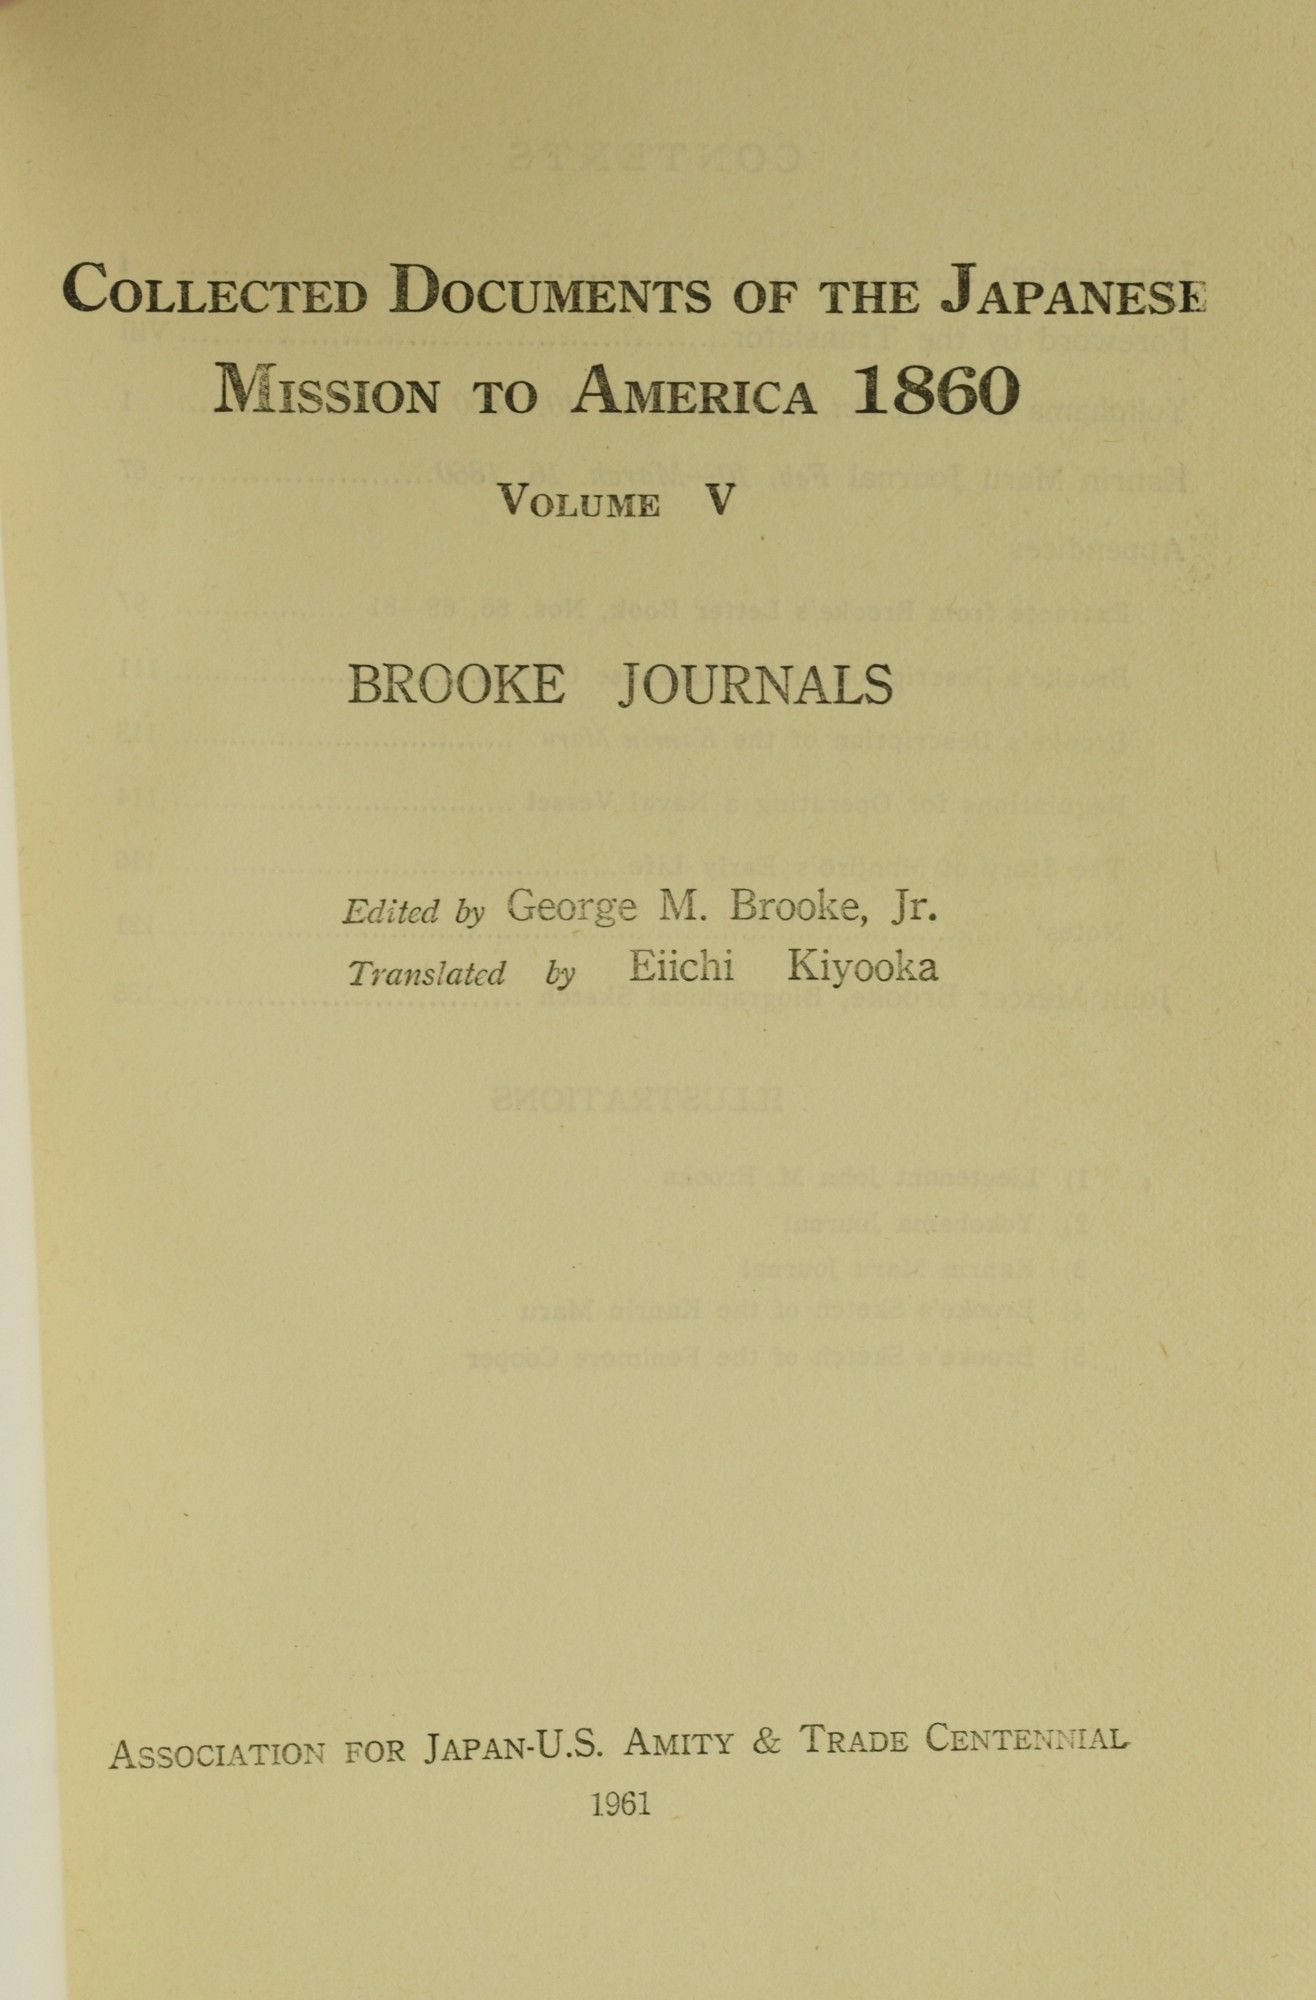 COLLECTED DOCUMENTS OF THE JAPANESE
MISSION TO AMERICA 1860
VOLUME V
BROOKE JOURNALS
Edited by George M. Brooke, Jr.
Translated by Eiichi Kiyooka
ASSOCIATION FOR JAPAN-U.S. AMITY & TRADE CENTENNIAL
1961